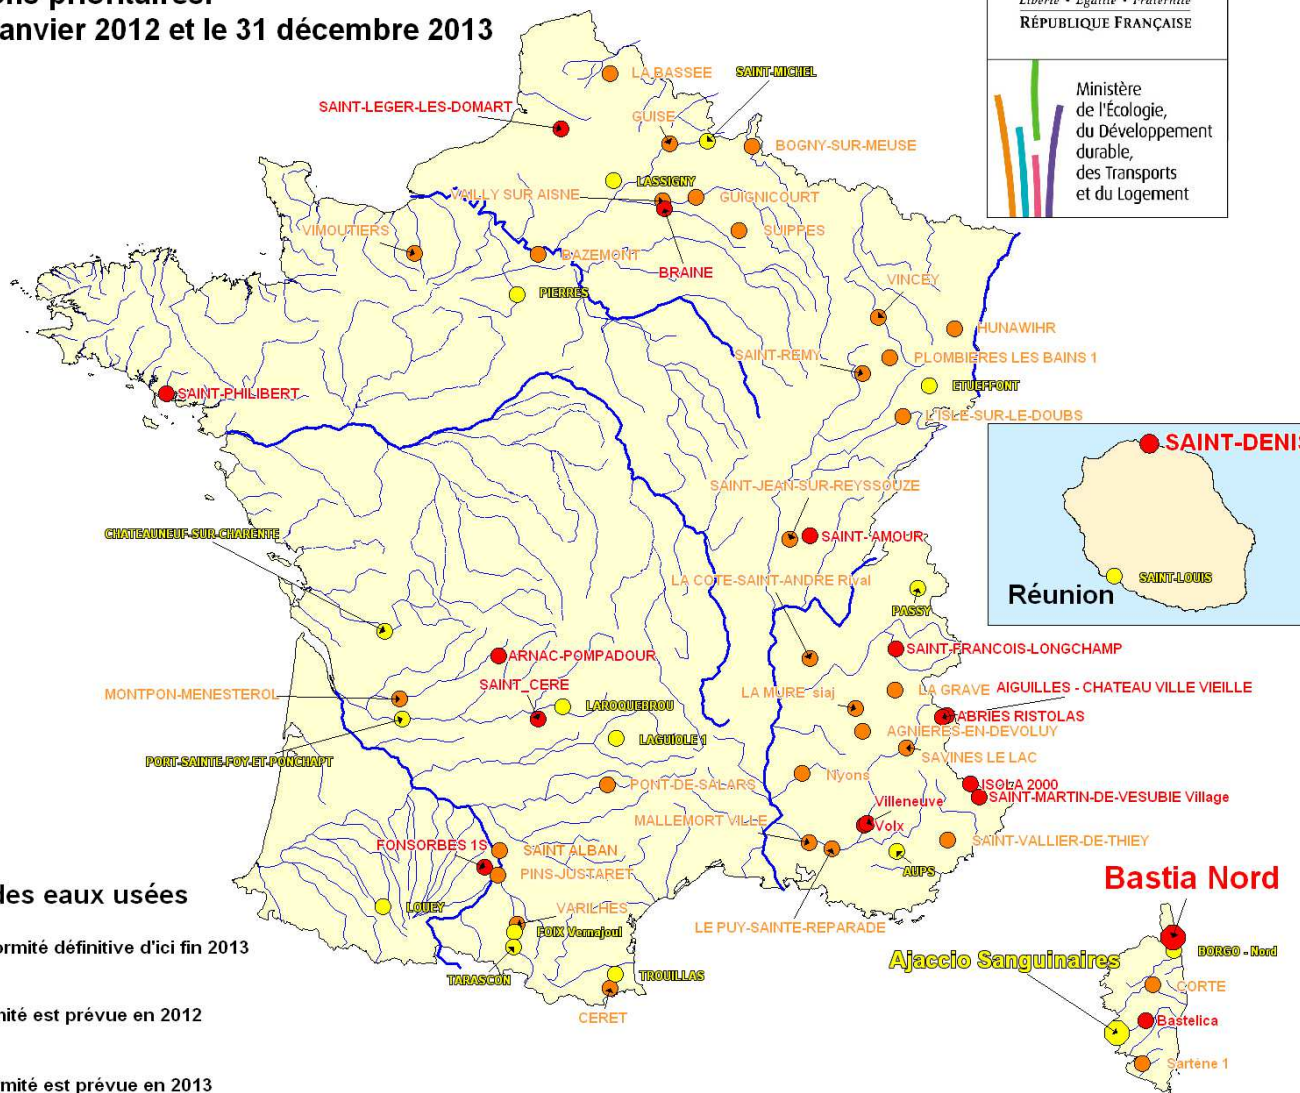 ons prioritaires.
anvier 2012 et le 31 décembre 2013
Liberté • Égalité • Fraternité
RÉPUBLIQUE FRANÇAISE
Ministère
de l'Écologie,
du Développement
durable,
des Transports
et du Logement
LA BASSEE
SAINT-MICHEL
SAINT-LEGER-LES-DOMART
GUISE
BOGNY-SUR-MEUSE
LASSIGNY
VAILLY SUR AISNE
GUIGNICOURT
VIMOUTIERS
SUIPPES
BAZEMONT
BRAINE
VINCEY
PIERRES
HUNAWIHR
SAINT-REMY
PLOMBIERES LES BAINS 1
ETUEFFONT
SAINT-PHILIBERT
L'ISLE-SUR-LE-DOUBS
SAINT-DENIS
SAINT-JEAN-SUR-REYSSOUZE
CHATEAUNEUF-SUR-CHARENTE
SAINT-AMOUR
LA COTE-SAINT-ANDRE Rival
SAINT-LOUIS
Réunion
PASSY
ARNAC-POMPADOUR
SAINT-FRANCOIS-LONGCHAMP
SAINT_CERE
MONTPON-MENESTEROL
LA MURE siaj
LA GRAVE
AIGUILLES - CHATEAU VILLE VIEILLE
LAROQUEBROU
ABRIES RISTOLAS
LAGUIOLE 1
AGNIERES-EN-DEVOLUY
PORT-SAINTE-FOY-ET-PONCHAPT
SAVINES LE LAC
Nyons
PONT-DE-SALARS
ISOLA 2000
SAINT-MARTIN-DE-VESUBIE Village
Villeneuve
MALLEMORT VILLE
Volx
FONSORBES 1S
SAINT ALBAN
SAINT-VALLIER-DE-THIEY
PINS-JUSTARET
AUPS
Bastia Nord
des eaux usées
LOUEY
VARILHES
LE PUY-SAINTE-REPARADE
FOIX Vernajoul
ormité définitive d'ici fin 2013
BORGO - Nord
Ajaccio Sanguinaires
TARASCON
TROUILLAS
CORTE
mité est prévue en 2012
CERET
Bastelica
Sartène 1
rmité est prévue en 2013